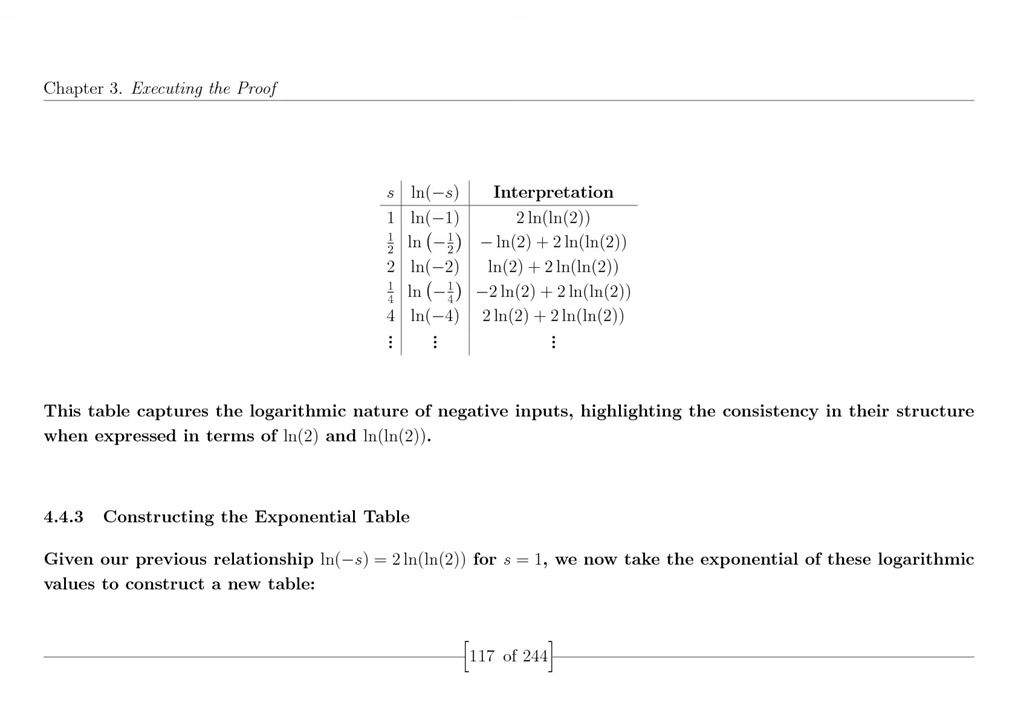 Chapter 3. Executing the Proof
s ln(−s) Interpretation
1 ln(−1) 2 ln(ln(2))
1/2 ln (−1/2) − ln(2) + 2 ln(ln(2))
2 ln(−2) ln(2) + 2 ln(ln(2))
1/4 ln (−1/4) −2 ln(2) + 2 ln(ln(2))
4 ln(−4) 2 ln(2) + 2 ln(ln(2))
⋮ ⋮ ⋮
This table captures the logarithmic nature of negative inputs, highlighting the consistency in their structure
when expressed in terms of ln(2) and ln(ln(2)).
4.4.3 Constructing the Exponential Table
Given our previous relationship ln(−s) = 2 ln(ln(2)) for s = 1, we now take the exponential of these logarithmic
values to construct a new table:
[117 of 244]